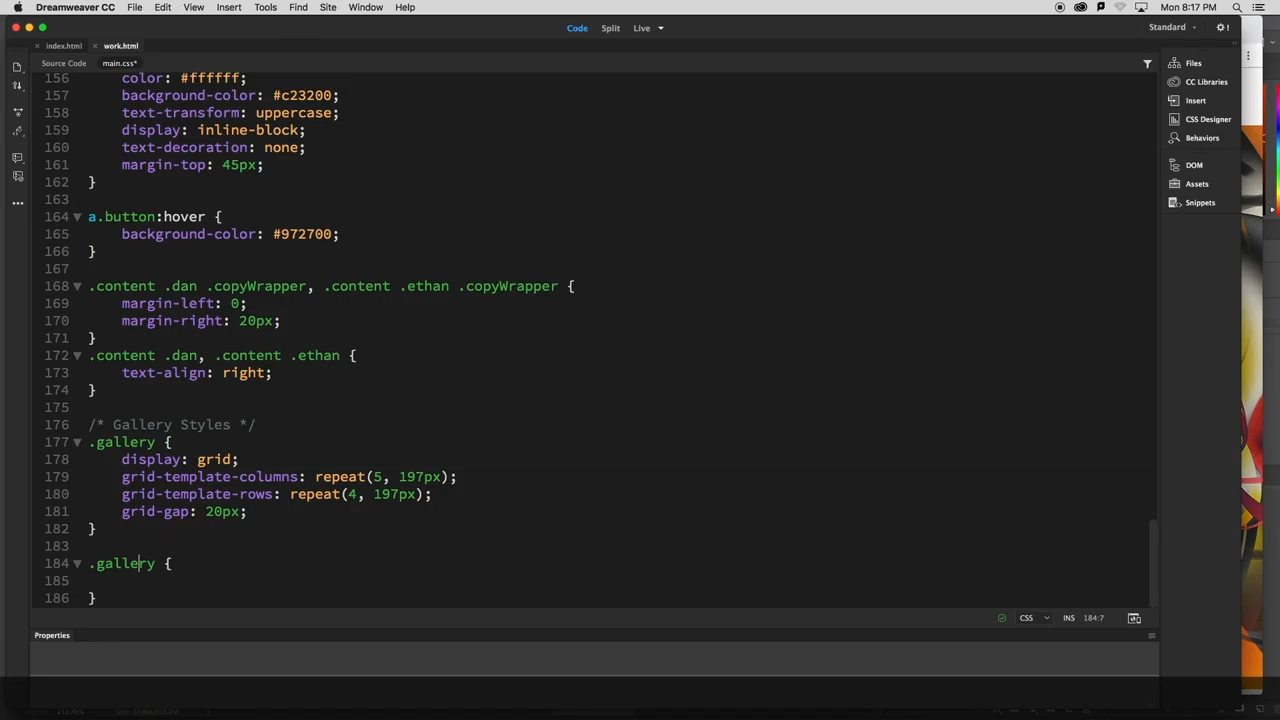 Dreamweaver CC File Edit View Insert Tools Find Site Window Help Mon 8:17 PM
Code Split Live Standard
index.html work.html
Source Code main.css*
156 color: #ffffff;
157 background-color: #c23200;
158 text-transform: uppercase;
159 display: inline-block;
160 text-decoration: none;
161 margin-top: 45px;
162 }
163
164 a.button:hover {
165 background-color: #972700;
166 }
167
168 .content .dan .copyWrapper, .content .ethan .copyWrapper {
169 margin-left: 0;
170 margin-right: 20px;
171 }
172 .content .dan, .content .ethan {
173 text-align: right;
174 }
175
176 /* Gallery Styles */
177 .gallery {
178 display: grid;
179 grid-template-columns: repeat(5, 197px);
180 grid-template-rows: repeat(4, 197px);
181 grid-gap: 20px;
182 }
183
184 .gallery {
185
186 }
CSS INS 184:7
Properties
Files
CC Libraries
Insert
CSS Designer
Behaviors
DOM
Assets
Snippets